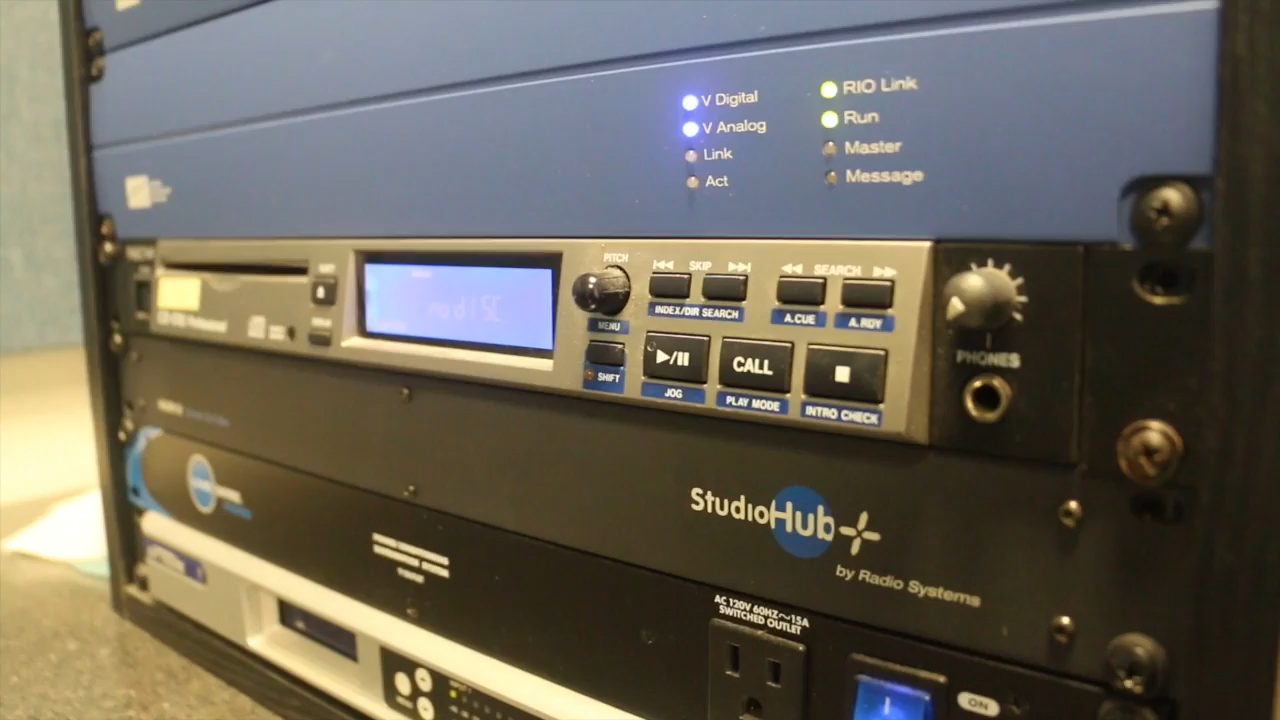 V Digital
RIO Link
V Analog
Run
Link
Master
Act
Message
PITCH
SKIP
SEARCH
MENU
INDEX/DIR SEARCH
A.CUE
A.RDY
SHIFT
CALL
JOG
PLAY MODE
INTRO CHECK
PHONES
StudioHub
by Radio Systems
AC 120V 60HZ~15A
SWITCHED OUTLET
ON